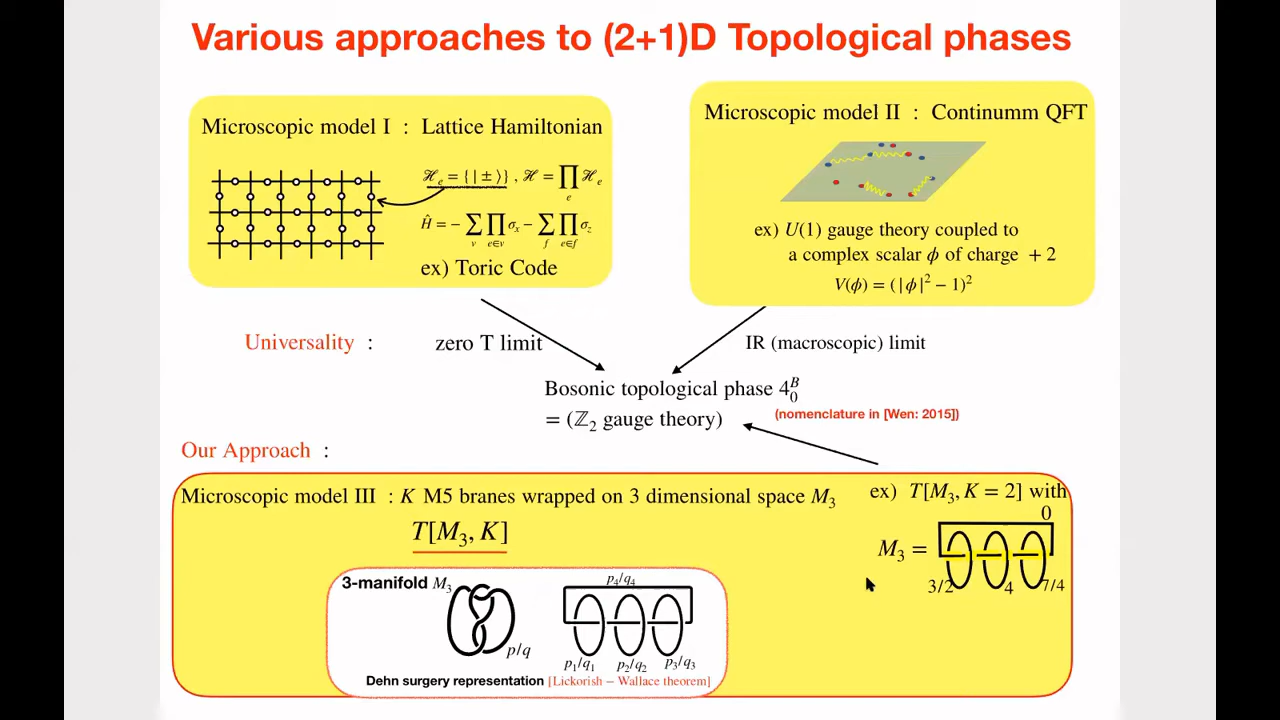 Various approaches to (2+1)D Topological phases
Microscopic model I : Lattice Hamiltonian
ℋₑ = { | ± ⟩} , ℋ = ∏ ℋₑ
e
Ĥ = − ∑ ∏ σₓ − ∑ ∏ σ_z
v e∈v f e∈f
ex) Toric Code
Microscopic model II : Continumm QFT
ex) U(1) gauge theory coupled to
a complex scalar ϕ of charge + 2
V(ϕ) = (|ϕ|² − 1)²
Universality :
zero T limit
IR (macroscopic) limit
Bosonic topological phase 4₀ᴮ
= (ℤ₂ gauge theory)
(nomenclature in [Wen: 2015])
Our Approach :
Microscopic model III : K M5 branes wrapped on 3 dimensional space M₃
T[M₃, K]
3-manifold M₃
p/q
p₄/q₄
p₁/q₁ p₂/q₂ p₃/q₃
Dehn surgery representation [Lickorish − Wallace theorem]
ex) T[M₃, K = 2] with
0
M₃ =
3/2 4 7/4